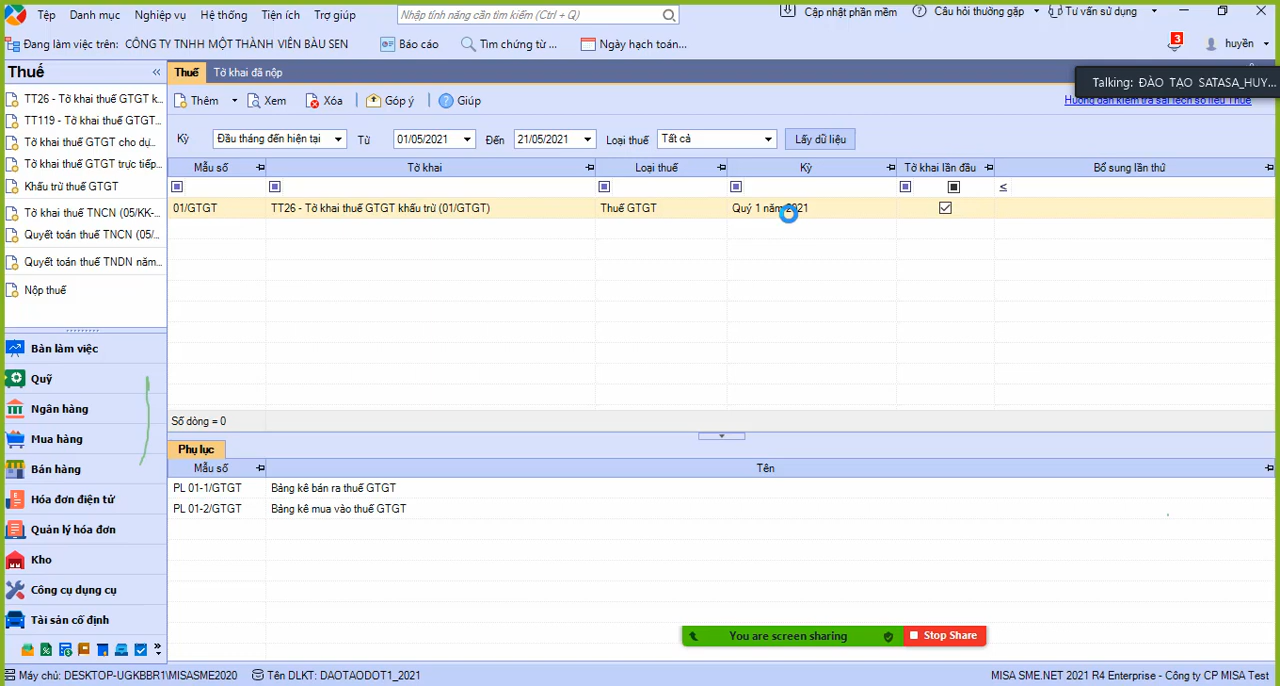 Tệp Danh mục Nghiệp vụ Hệ thống Tiện ích Trợ giúp Nhập tính năng cần tìm kiếm (Ctrl + Q) Cập nhật phần mềm Câu hỏi thường gặp Tư vấn sử dụng
Đang làm việc trên: CÔNG TY TNHH MỘT THÀNH VIÊN BÀU SEN Báo cáo Tìm chứng từ ... Ngày hạch toán... 3 huyền
Thuế «
Thuế Tờ khai đã nộp
Talking: ĐÀO TẠO SATASA_HUY...
Thêm Xem Xóa Góp ý Giúp
Hướng dẫn kiểm tra sai lệch số liệu Thuế
TT26 - Tờ khai thuế GTGT k...
TT119 - Tờ khai thuế GTGT...
Tờ khai thuế GTGT cho dự...
Tờ khai thuế GTGT trực tiếp...
Khấu trừ thuế GTGT
Tờ khai thuế TNCN (05/KK-...
Quyết toán thuế TNCN (05/...
Quyết toán thuế TNDN năm...
Nộp thuế
Kỳ Đầu tháng đến hiện tại Từ 01/05/2021 Đến 21/05/2021 Loại thuế Tất cả Lấy dữ liệu
Mẫu số Tờ khai Loại thuế Kỳ Tờ khai lần đầu Bổ sung lần thứ
≤
01/GTGT TT26 - Tờ khai thuế GTGT khấu trừ (01/GTGT) Thuế GTGT Quý 1 năm 2021
Số dòng = 0
Bàn làm việc
Quỹ
Ngân hàng
Mua hàng
Bán hàng
Hóa đơn điện tử
Quản lý hóa đơn
Kho
Công cụ dụng cụ
Tài sản cố định
Phụ lục
Mẫu số Tên
PL 01-1/GTGT Bảng kê bán ra thuế GTGT
PL 01-2/GTGT Bảng kê mua vào thuế GTGT
You are screen sharing Stop Share
Máy chủ: DESKTOP-UGKBBR1\MISASME2020 Tên DLKT: DAOTAODOT1_2021 MISA SME.NET 2021 R4 Enterprise - Công ty CP MISA Test